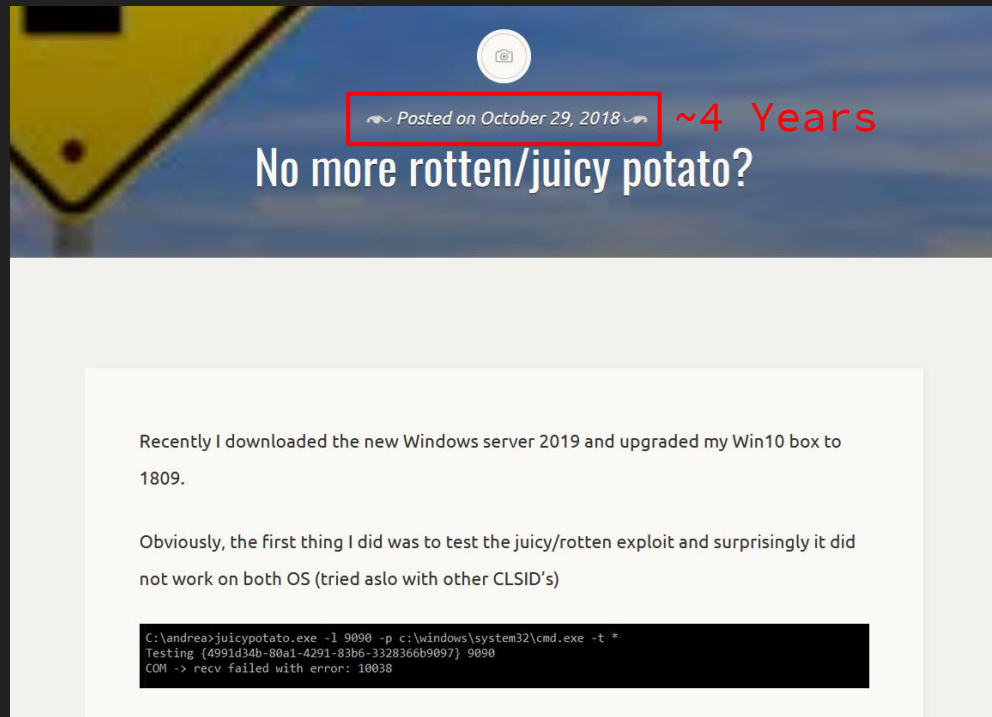 Posted on October 29, 2018
~4 Years
No more rotten/juicy potato?
Recently I downloaded the new Windows server 2019 and upgraded my Win10 box to
1809.
Obviously, the first thing I did was to test the juicy/rotten exploit and surprisingly it did
not work on both OS (tried aslo with other CLSID's)
C:\andrea>juicypotato.exe -l 9090 -p c:\windows\system32\cmd.exe -t *
Testing {4991d34b-80a1-4291-83b6-3328366b9097} 9090
COM -> recv failed with error: 10038